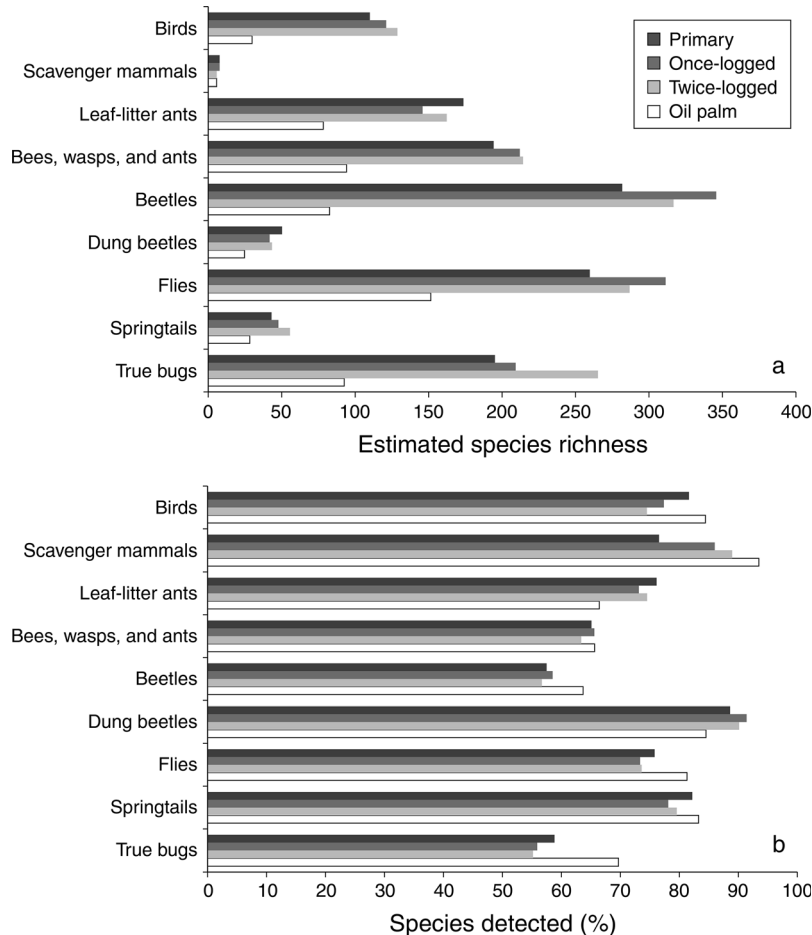 Birds
Scavenger mammals
Leaf-litter ants
Bees, wasps, and ants
Beetles
Dung beetles
Flies
Springtails
True bugs
Primary
Once-logged
Twice-logged
Oil palm
a
0 50 100 150 200 250 300 350 400
Estimated species richness
Birds
Scavenger mammals
Leaf-litter ants
Bees, wasps, and ants
Beetles
Dung beetles
Flies
Springtails
True bugs
b
0 10 20 30 40 50 60 70 80 90 100
Species detected (%)